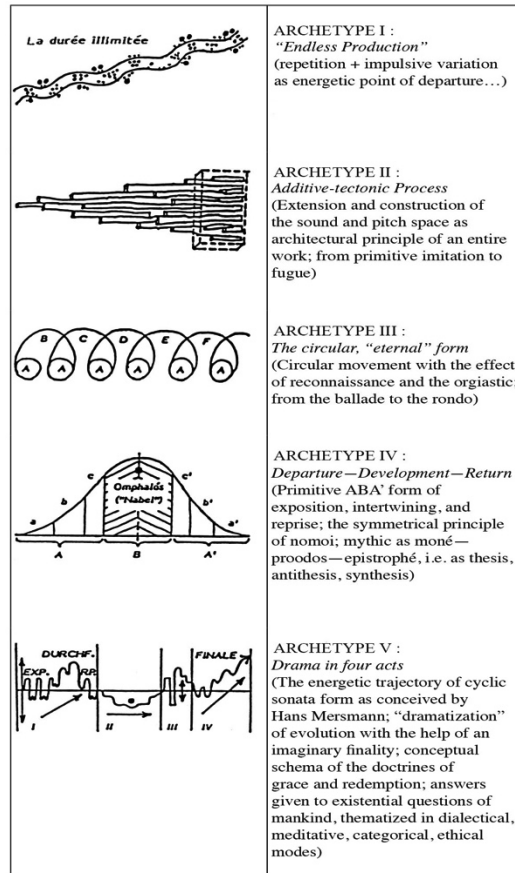 La durée illimitée
ARCHETYPE I :
“Endless Production”
(repetition + impulsive variation
as energetic point of departure…)
ARCHETYPE II :
Additive-tectonic Process
(Extension and construction of
the sound and pitch space as
architectural principle of an entire
work; from primitive imitation to
fugue)
B C D E F
A A A A A A
ARCHETYPE III :
The circular, “eternal” form
(Circular movement with the effect
of reconnaissance and the orgiastic;
from the ballade to the rondo)
c c'
Omphalós
("Nabel")
b b'
a a'
A B A'
ARCHETYPE IV :
Departure—Development—Return
(Primitive ABA’ form of
exposition, intertwining, and
reprise; the symmetrical principle
of nomoi; mythic as moné—
proodos—epistrophé, i.e. as thesis,
antithesis, synthesis)
DURCHF. FINALE
EXP. RP.
I II III IV
ARCHETYPE V :
Drama in four acts
(The energetic trajectory of cyclic
sonata form as conceived by
Hans Mersmann; “dramatization”
of evolution with the help of an
imaginary finality; conceptual
schema of the doctrines of
grace and redemption; answers
given to existential questions of
mankind, thematized in dialectical,
meditative, categorical, ethical
modes)